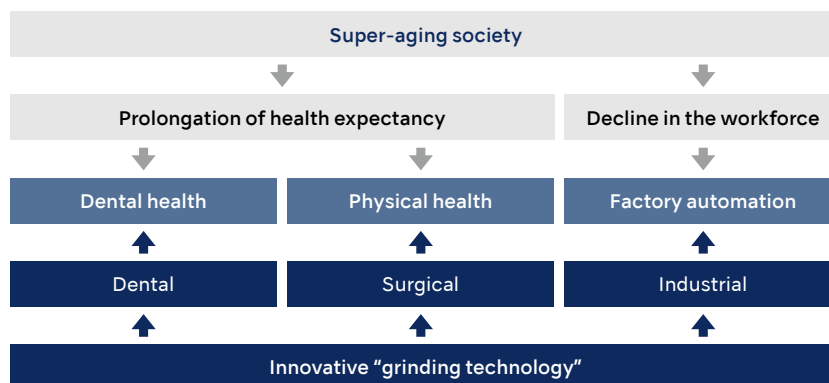 Super-aging society
Prolongation of health expectancy
Decline in the workforce
Dental health
Physical health
Factory automation
Dental
Surgical
Industrial
Innovative “grinding technology”